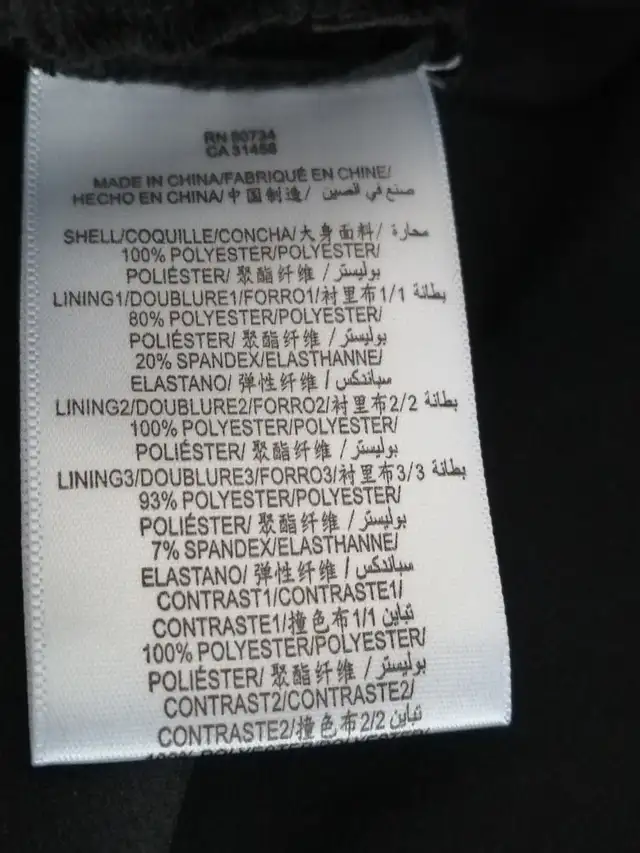 RN 80734
CA 31468
MADE IN CHINA/FABRIQUÉ EN CHINE/
HECHO EN CHINA/ 中国制造/ صنع في الصين
SHELL/COQUILLE/CONCHA/大身面料/ محارة
100% POLYESTER/POLYESTER/
POLIÉSTER/ 聚酯纤维 / بوليستر
LINING1/DOUBLURE1/FORRO1/衬里布1/1 بطانة
80% POLYESTER/POLYESTER/
POLIÉSTER/ 聚酯纤维 / بوليستر
20% SPANDEX/ELASTHANNE/
ELASTANO/ 弹性纤维 / سباندكس
LINING2/DOUBLURE2/FORRO2/衬里布2/2 بطانة
100% POLYESTER/POLYESTER/
POLIÉSTER/ 聚酯纤维 / بوليستر
LINING3/DOUBLURE3/FORRO3/衬里布3/3 بطانة
93% POLYESTER/POLYESTER/
POLIÉSTER/ 聚酯纤维 / بوليستر
7% SPANDEX/ELASTHANNE/
ELASTANO/ 弹性纤维 / سباندكس
CONTRAST1/CONTRASTE1/
CONTRASTE1/撞色布1/1 تباين
100% POLYESTER/POLYESTER/
POLIÉSTER/ 聚酯纤维 / بوليستر
CONTRAST2/CONTRASTE2/
CONTRASTE2/撞色布2/2 تباين
100% POLYESTER/POLYESTER/